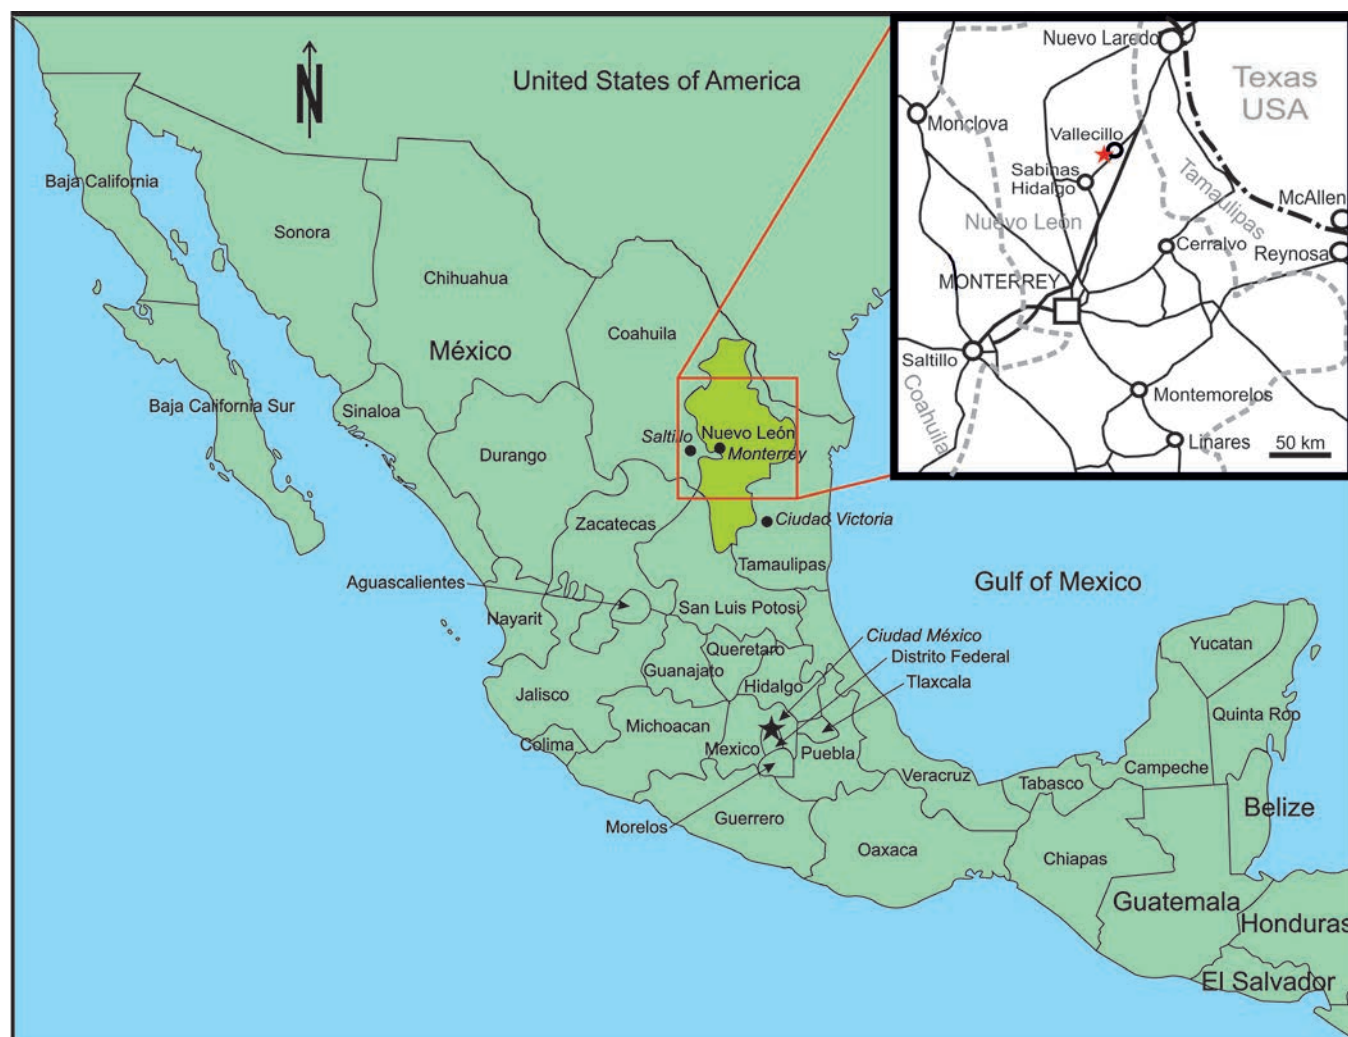 N
United States of America
Baja California
Sonora
Chihuahua
Coahuila
México
Baja California Sur
Sinaloa
Durango
Saltillo
Nuevo León
Monterrey
Zacatecas
Ciudad Victoria
Tamaulipas
Aguascalientes
Gulf of Mexico
Nayarit
San Luis Potosi
Ciudad México
Queretaro
Distrito Federal
Guanajato
Tlaxcala
Hidalgo
Jalisco
Michoacan
Colima
Mexico
Puebla
Veracruz
Yucatan
Quinta Roo
Campeche
Tabasco
Belize
Morelos
Guerrero
Oaxaca
Chiapas
Guatemala
Honduras
El Salvador
Nuevo Laredo
Texas
USA
Monclova
Vallecillo
Sabinas
Hidalgo
Tamaulipas
McAllen
Nuevo León
Cerralvo
Reynosa
MONTERREY
Saltillo
Coahuila
Montemorelos
Linares
50 km